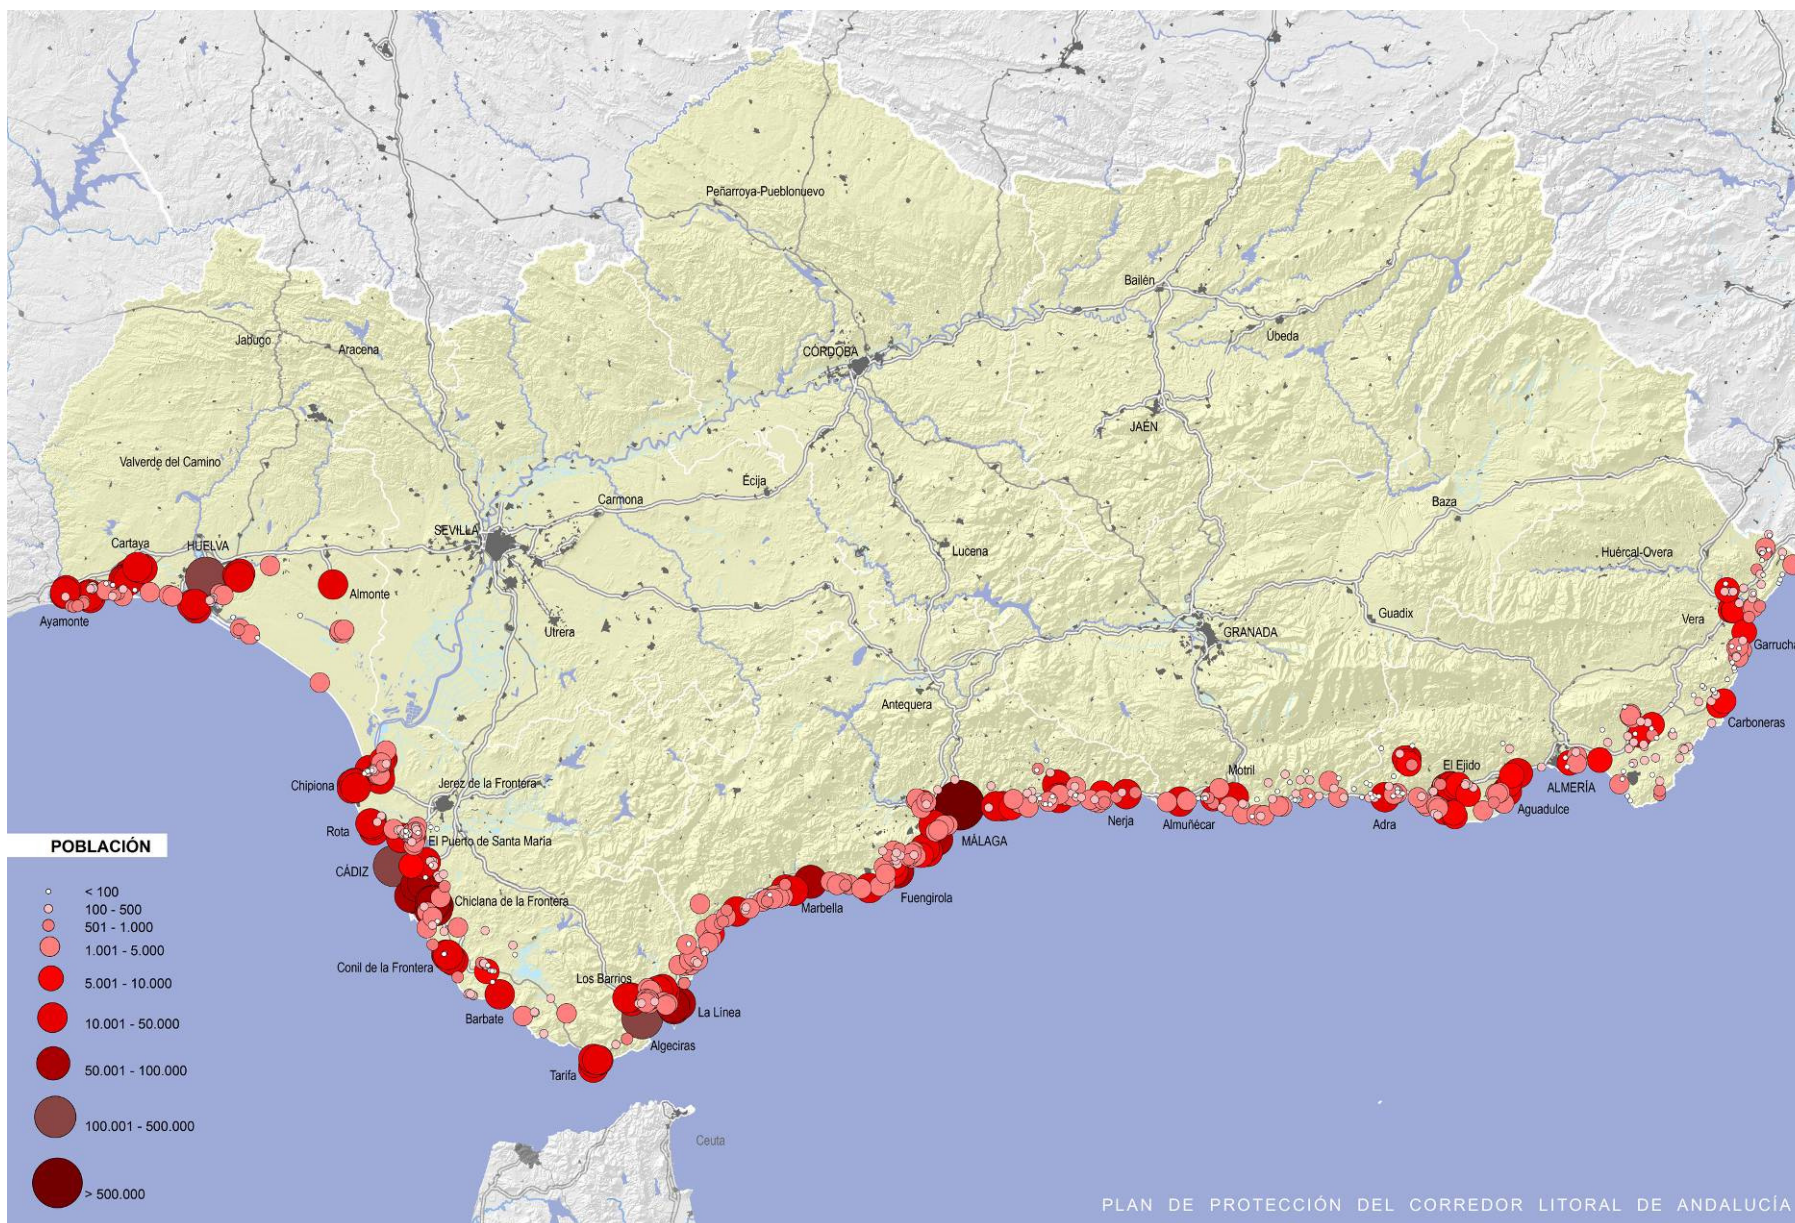 Peñarroya-Pueblonuevo
Bailén
Úbeda
Jabugo
Aracena
CÓRDOBA
JAÉN
Valverde del Camino
Écija
Carmona
Baza
SEVILLA
Cartaya
HUELVA
Lucena
Huércal-Overa
Almonte
Guadix
Ayamonte
Utrera
GRANADA
Vera
Garrucha
Antequera
Carboneras
Chipiona
Jerez de la Frontera
Motril
El Ejido
ALMERÍA
Rota
El Puerto de Santa María
MÁLAGA
Nerja
Almuñécar
Adra
Aguadulce
CÁDIZ
Chiclana de la Frontera
Marbella
Fuengirola
Conil de la Frontera
Los Barrios
Barbate
La Línea
Algeciras
Tarifa
Ceuta
POBLACIÓN
< 100
100 - 500
501 - 1.000
1.001 - 5.000
5.001 - 10.000
10.001 - 50.000
50.001 - 100.000
100.001 - 500.000
> 500.000
PLAN DE PROTECCIÓN DEL CORREDOR LITORAL DE ANDALUCÍA